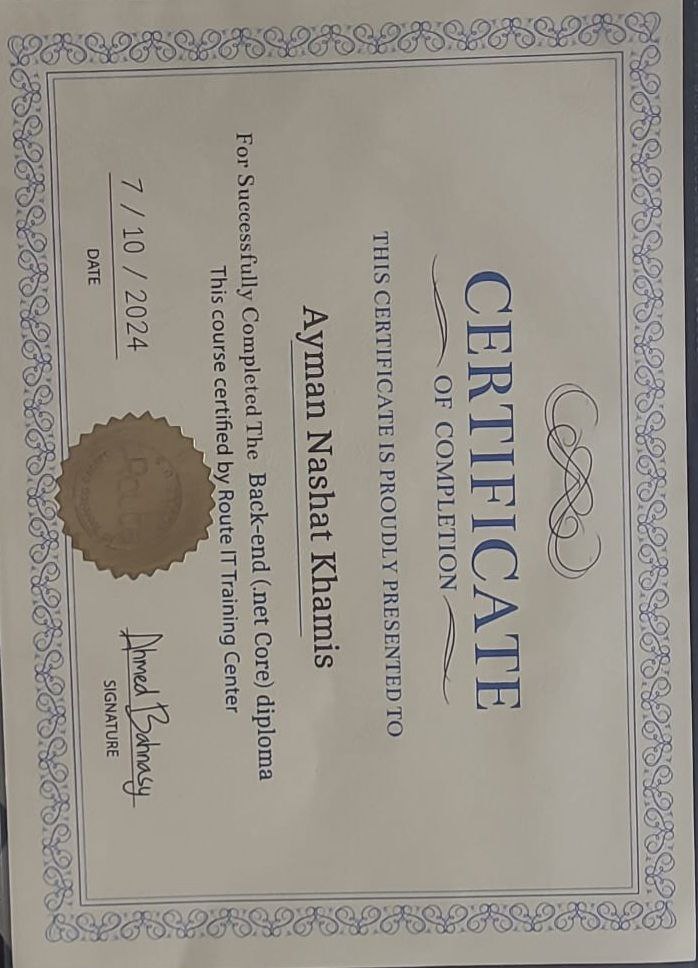 CERTIFICATE
OF COMPLETION
THIS CERTIFICATE IS PROUDLY PRESENTED TO
Ayman Nashat Khamis
For Successfully Completed The Back-end (.net Core) diploma
This course certified by Route IT Training Center
7 / 10 / 2024
DATE
Ahmed Bahnasy
SIGNATURE